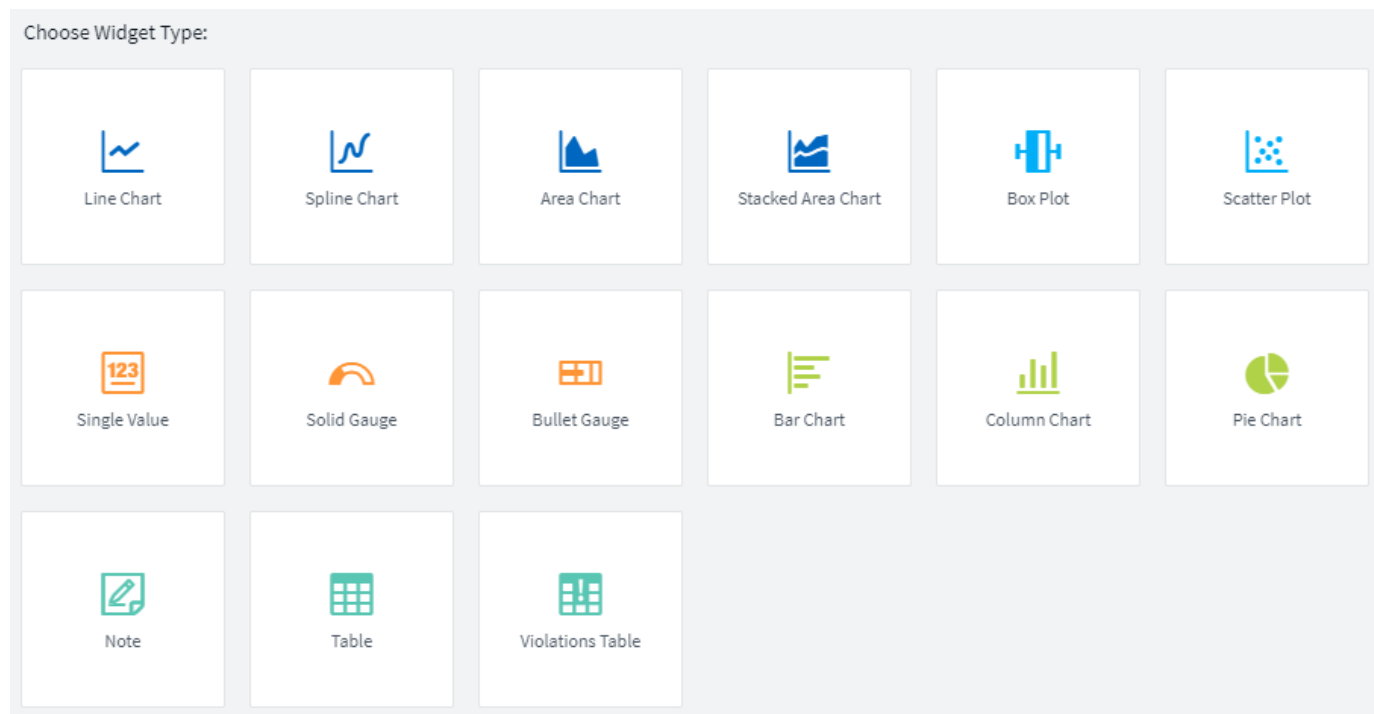 Choose Widget Type:
Line Chart
Spline Chart
Area Chart
Stacked Area Chart
Box Plot
Scatter Plot
123
Single Value
Solid Gauge
Bullet Gauge
Bar Chart
Column Chart
Pie Chart
Note
Table
!
Violations Table